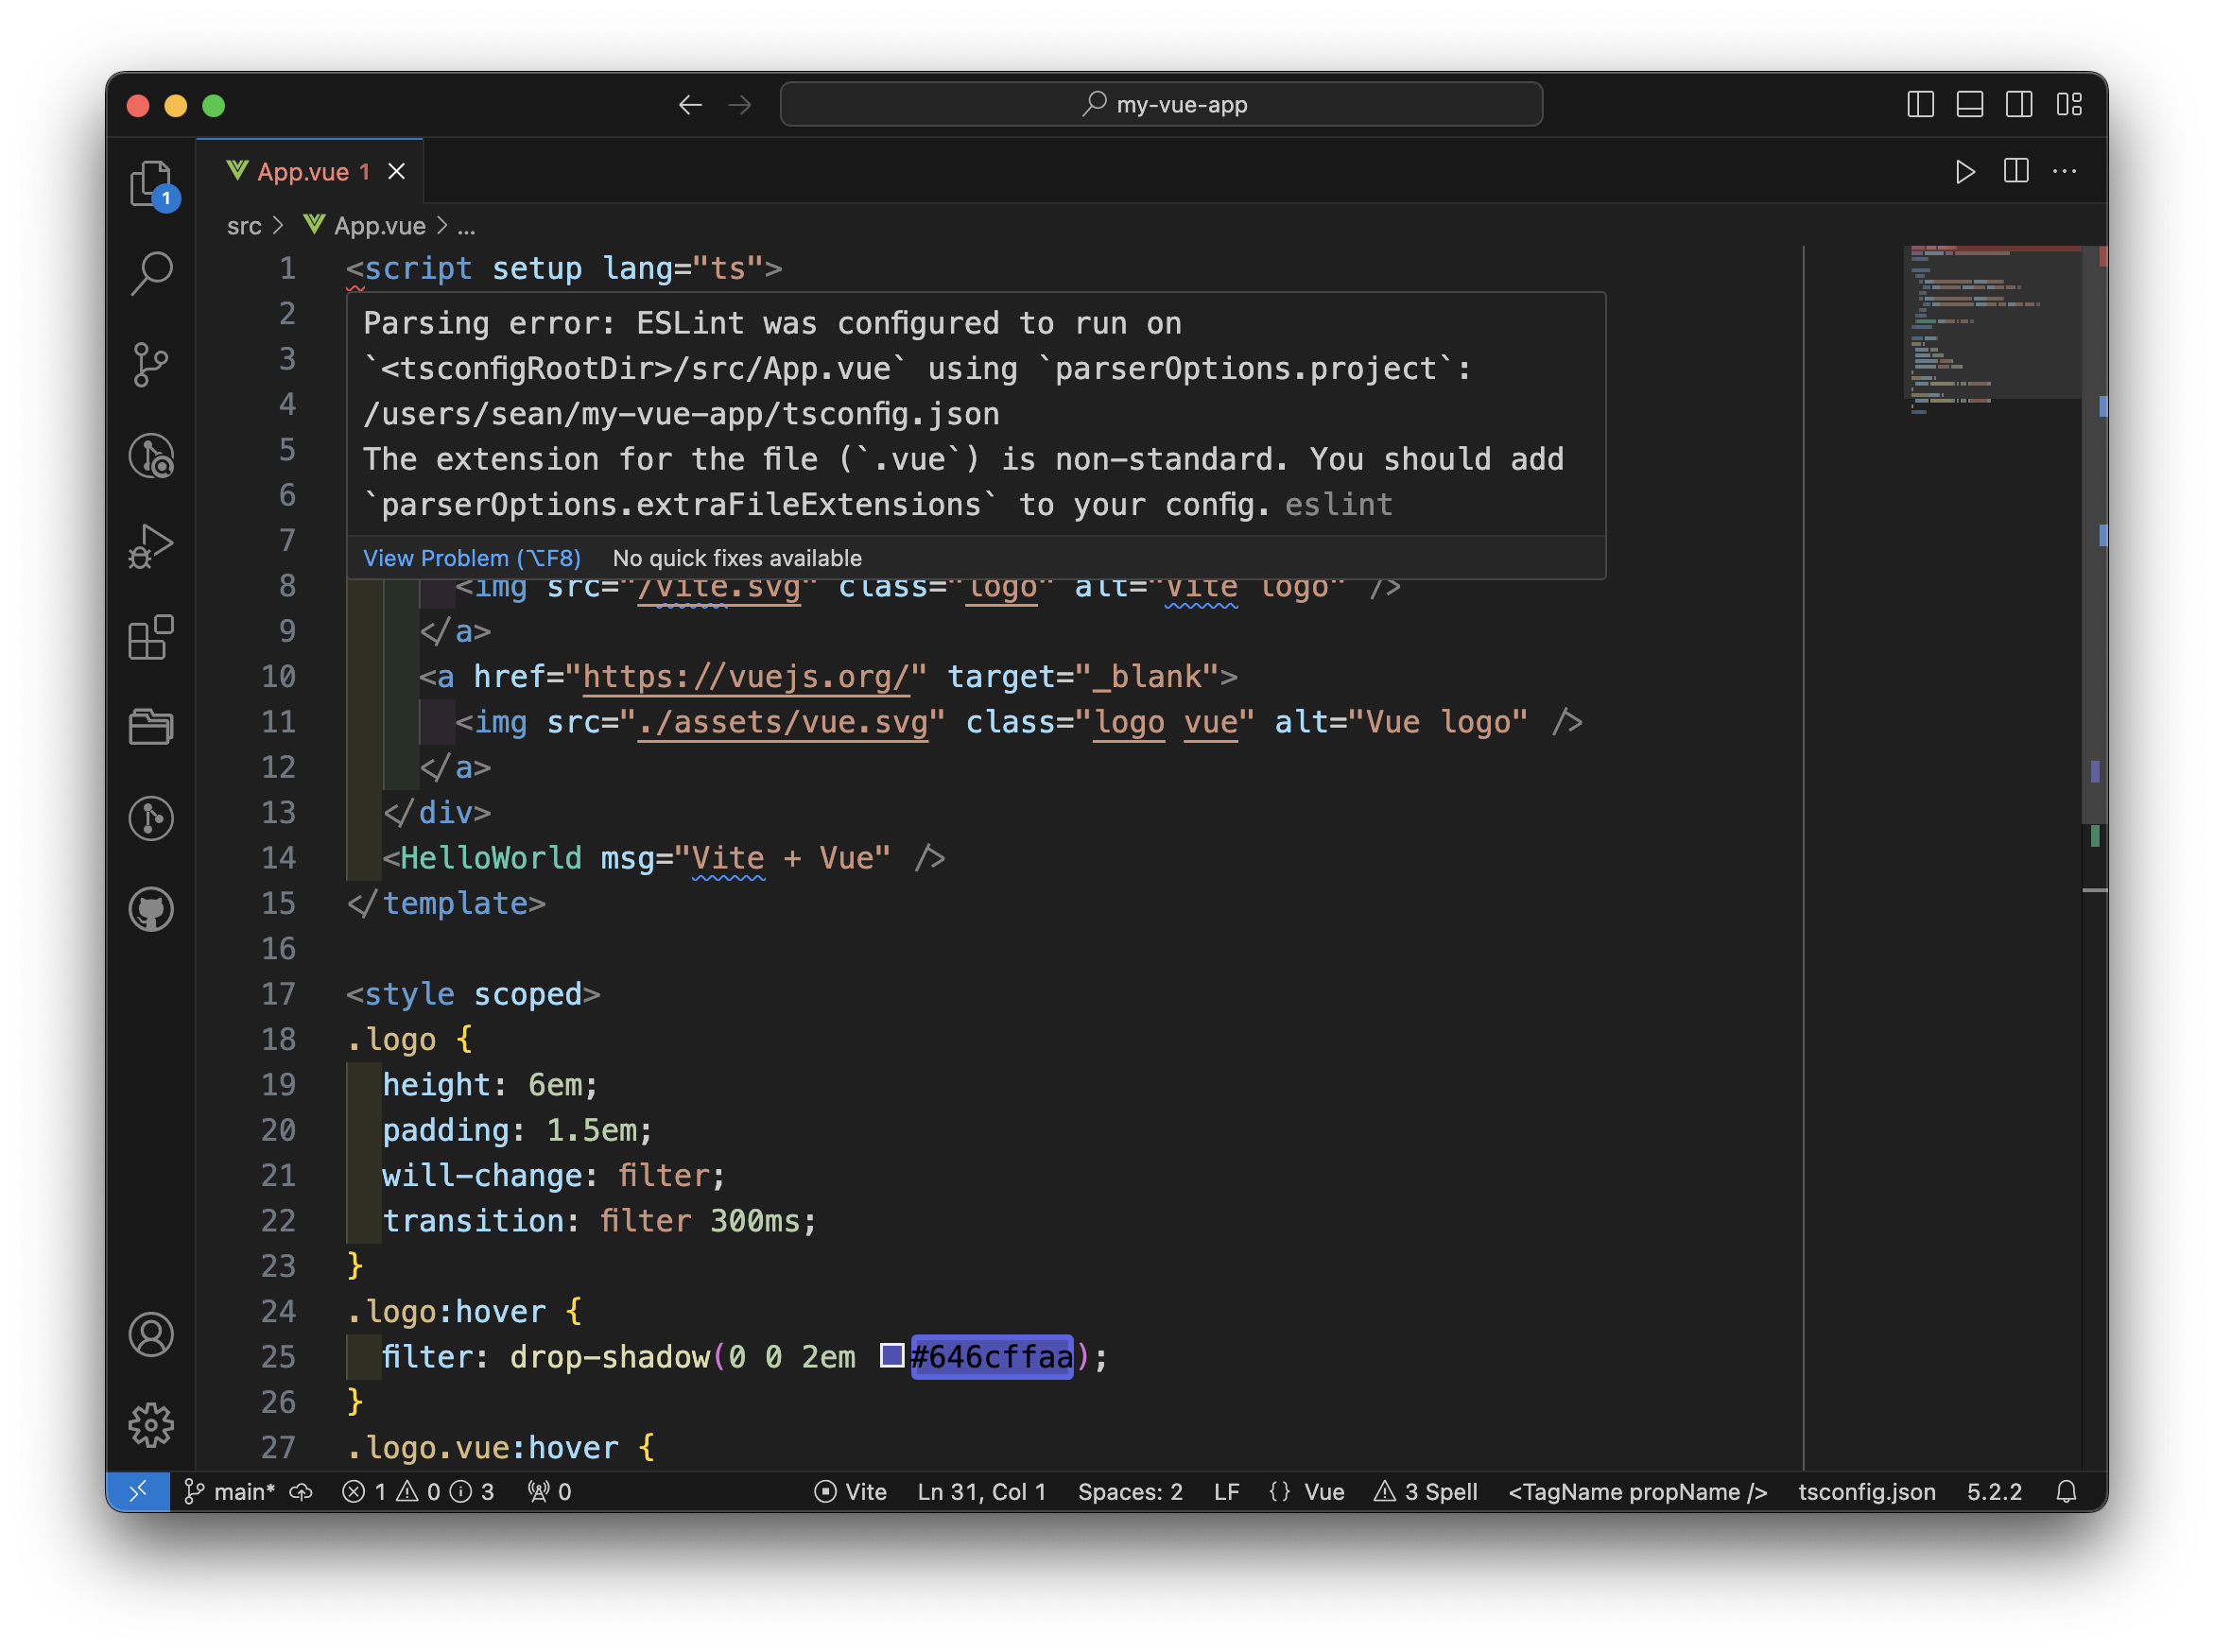 my-vue-app
App.vue 1
1
src > App.vue > ...
1 <script setup lang="ts">
2
3
4
5
6
7
Parsing error: ESLint was configured to run on
`<tsconfigRootDir>/src/App.vue` using `parserOptions.project`:
/users/sean/my-vue-app/tsconfig.json
The extension for the file (`.vue`) is non-standard. You should add
`parserOptions.extraFileExtensions` to your config. eslint
View Problem (⌥F8) No quick fixes available
8 <img src="/vite.svg" class="logo" alt="Vite logo" />
9 </a>
10 <a href="https://vuejs.org/" target="_blank">
11 <img src="./assets/vue.svg" class="logo vue" alt="Vue logo" />
12 </a>
13 </div>
14 <HelloWorld msg="Vite + Vue" />
15 </template>
16
17 <style scoped>
18 .logo {
19 height: 6em;
20 padding: 1.5em;
21 will-change: filter;
22 transition: filter 300ms;
23 }
24 .logo:hover {
25 filter: drop-shadow(0 0 2em #646cffaa);
26 }
27 .logo.vue:hover {
main* 1 0 3 0 Vite Ln 31, Col 1 Spaces: 2 LF {} Vue 3 Spell <TagName propName /> tsconfig.json 5.2.2